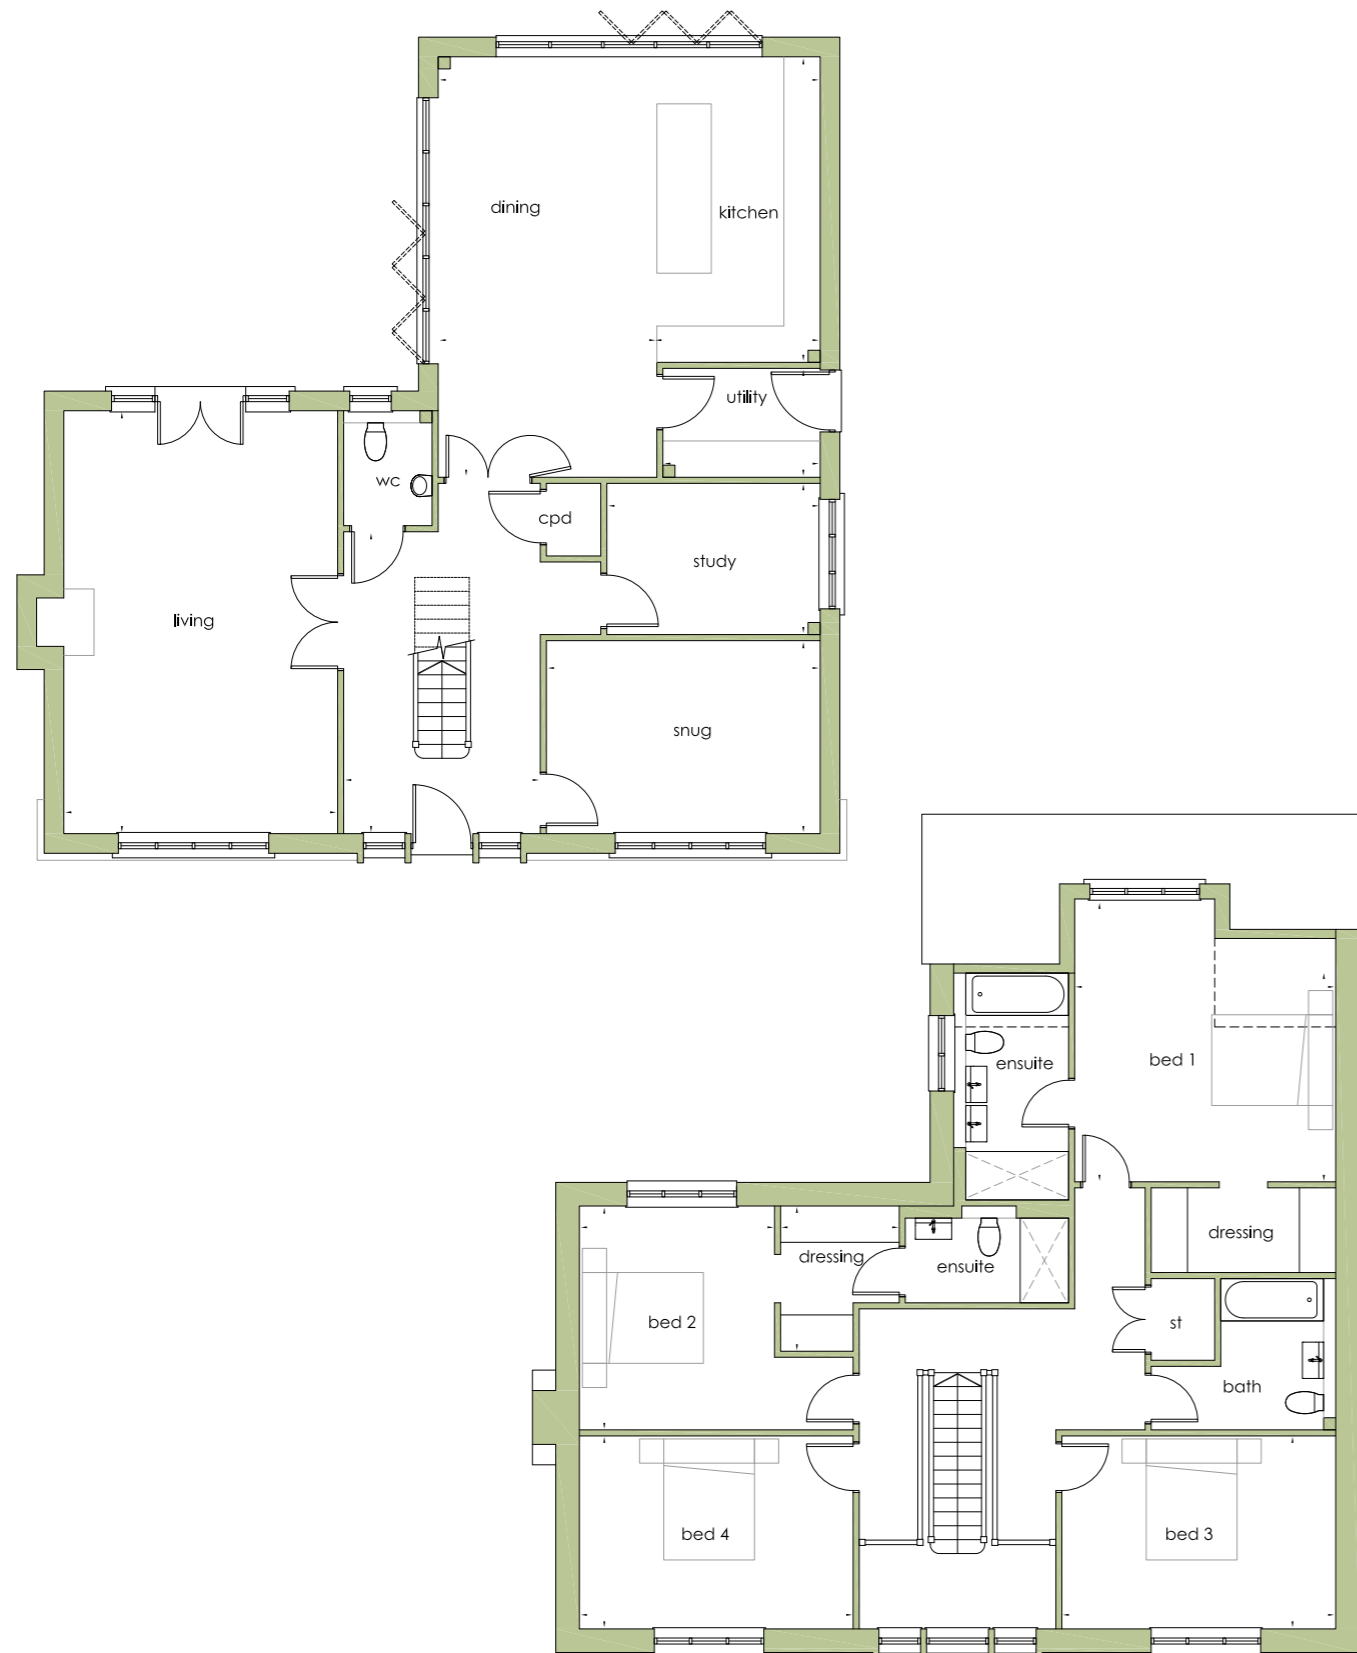 dining
kitchen
utility
wc
cpd
study
living
snug
bed 1
ensuite
dressing
dressing
ensuite
bed 2
st
bath
bed 4
bed 3